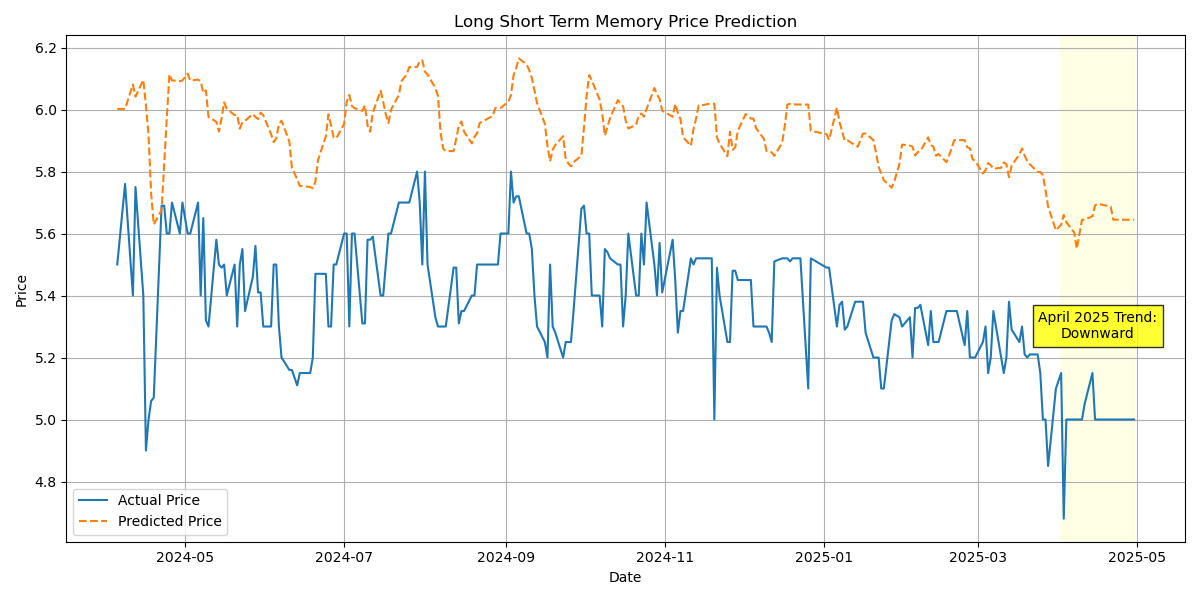 Long Short Term Memory Price Prediction
Price
6.2
6.0
5.8
5.6
5.4
5.2
5.0
4.8
April 2025 Trend:
Downward
Actual Price
Predicted Price
2024-05
2024-07
2024-09
2024-11
2025-01
2025-03
2025-05
Date